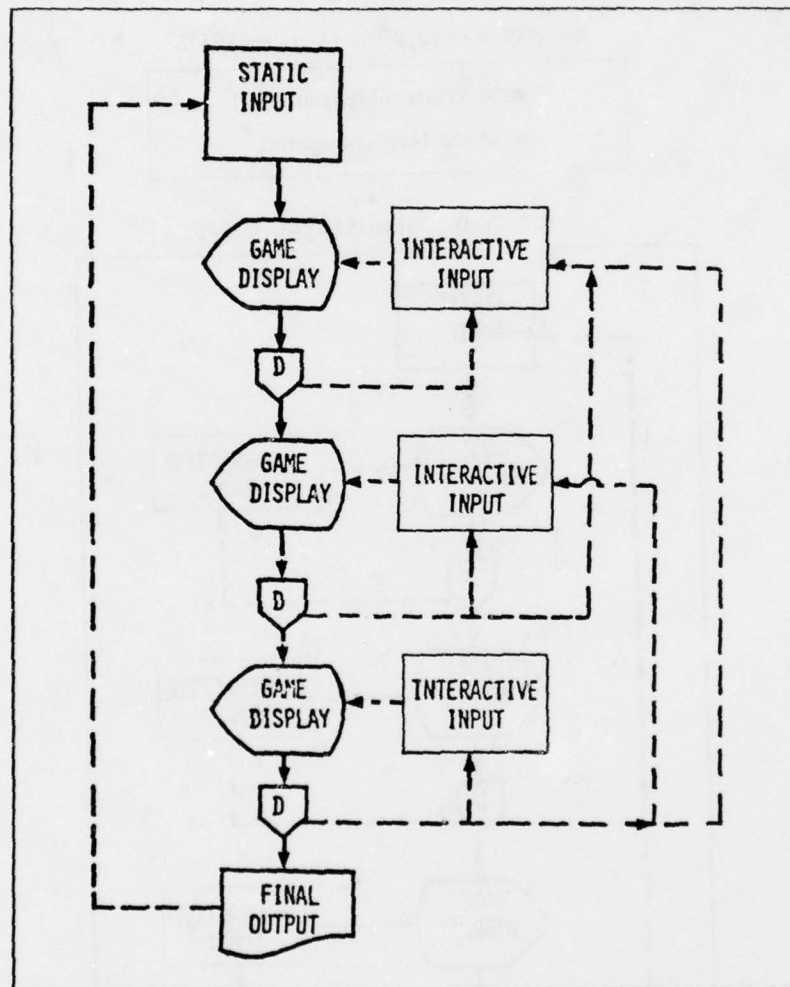 STATIC
INPUT
GAME
DISPLAY
INTERACTIVE
INPUT
D
GAME
DISPLAY
INTERACTIVE
INPUT
D
GAME
DISPLAY
INTERACTIVE
INPUT
D
FINAL
OUTPUT